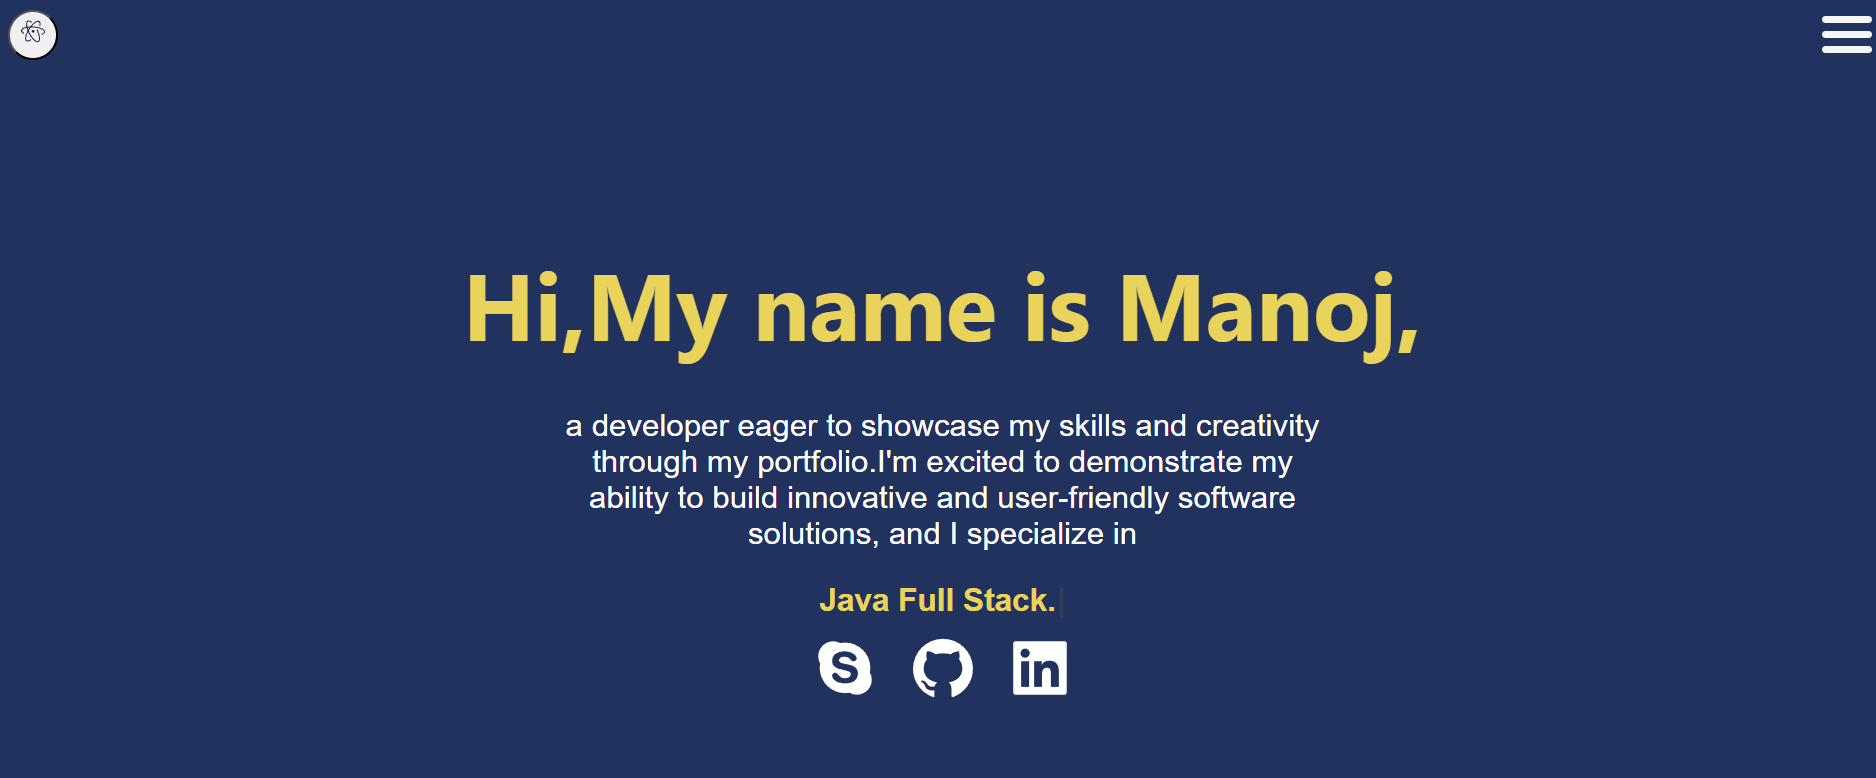 Hi,My name is Manoj,
a developer eager to showcase my skills and creativity
through my portfolio.I'm excited to demonstrate my
ability to build innovative and user-friendly software
solutions, and I specialize in
Java Full Stack.
S
in